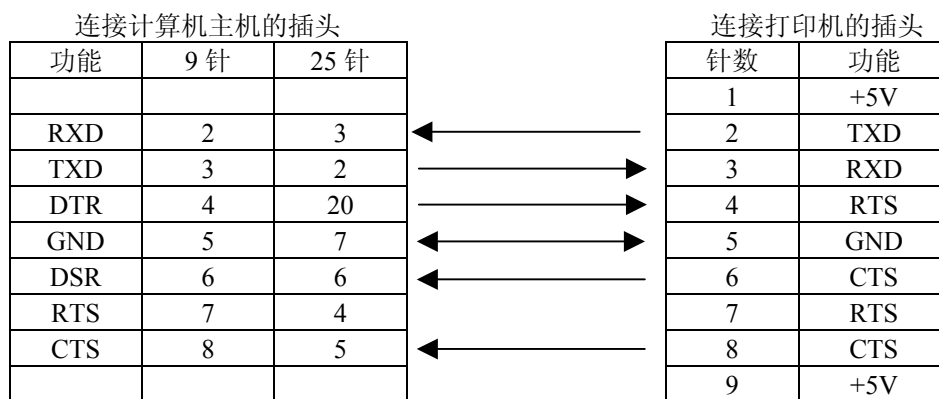 连接计算机主机的插头 连接打印机的插头
功能 9 针 25 针 针数 功能
1 +5V
RXD 2 3 2 TXD
TXD 3 2 3 RXD
DTR 4 20 4 RTS
GND 5 7 5 GND
DSR 6 6 6 CTS
RTS 7 4 7 RTS
CTS 8 5 8 CTS
9 +5V